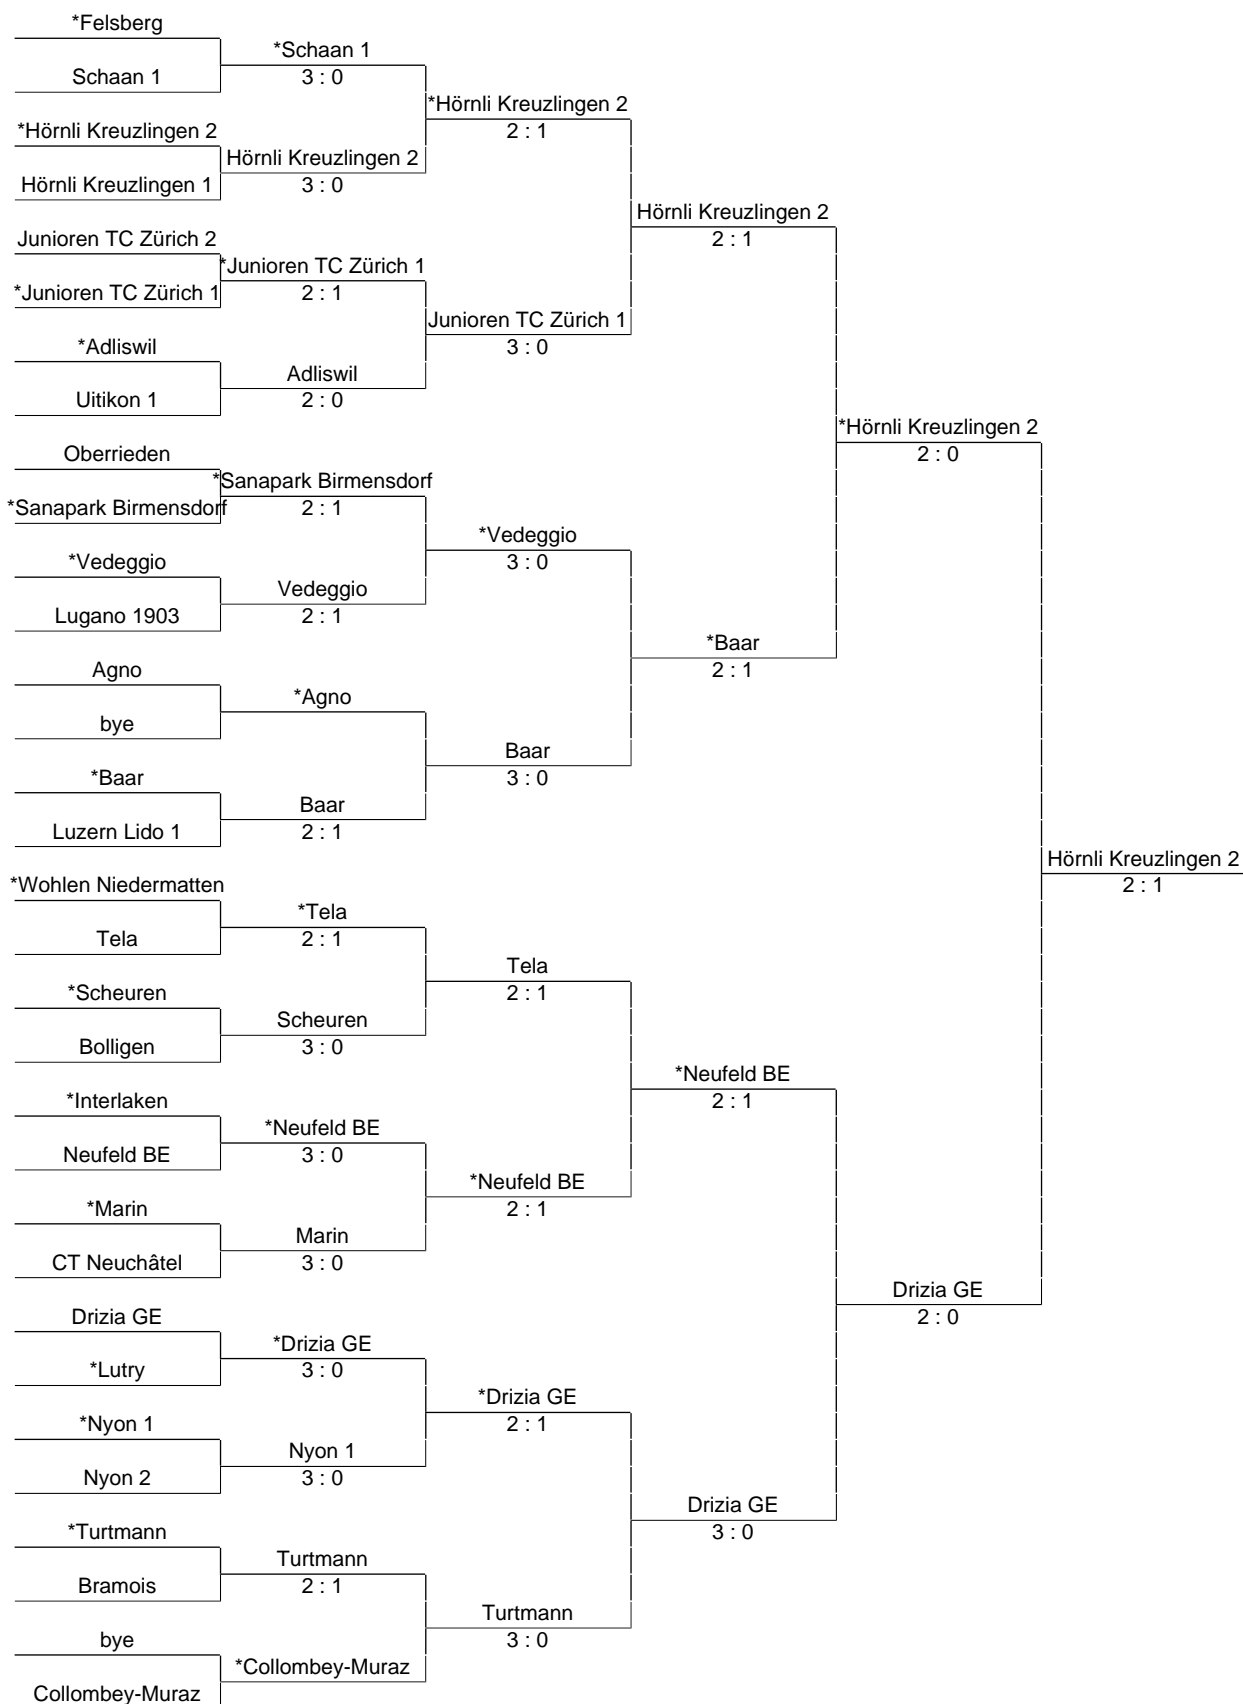 *Felsberg
*Schaan 1
Schaan 1
3 : 0
*Hörnli Kreuzlingen 2
2 : 1
*Hörnli Kreuzlingen 2
Hörnli Kreuzlingen 2
Hörnli Kreuzlingen 1
3 : 0
Hörnli Kreuzlingen 2
2 : 1
Junioren TC Zürich 2
*Junioren TC Zürich 1
*Junioren TC Zürich 1
2 : 1
Junioren TC Zürich 1
3 : 0
*Adliswil
Adliswil
Uitikon 1
2 : 0
*Hörnli Kreuzlingen 2
2 : 0
Oberrieden
*Sanapark Birmensdorf
*Sanapark Birmensdorf
2 : 1
*Vedeggio
3 : 0
*Vedeggio
Vedeggio
Lugano 1903
2 : 1
*Baar
2 : 1
Agno
*Agno
bye
Baar
3 : 0
*Baar
Baar
Luzern Lido 1
2 : 1
Hörnli Kreuzlingen 2
2 : 1
*Wohlen Niedermatten
*Tela
Tela
2 : 1
Tela
2 : 1
*Scheuren
Scheuren
Bolligen
3 : 0
*Neufeld BE
2 : 1
*Interlaken
*Neufeld BE
Neufeld BE
3 : 0
*Neufeld BE
2 : 1
*Marin
Marin
CT Neuchâtel
3 : 0
Drizia GE
2 : 0
Drizia GE
*Drizia GE
*Lutry
3 : 0
*Drizia GE
2 : 1
*Nyon 1
Nyon 1
Nyon 2
3 : 0
Drizia GE
3 : 0
*Turtmann
Turtmann
Bramois
2 : 1
Turtmann
3 : 0
bye
*Collombey-Muraz
Collombey-Muraz